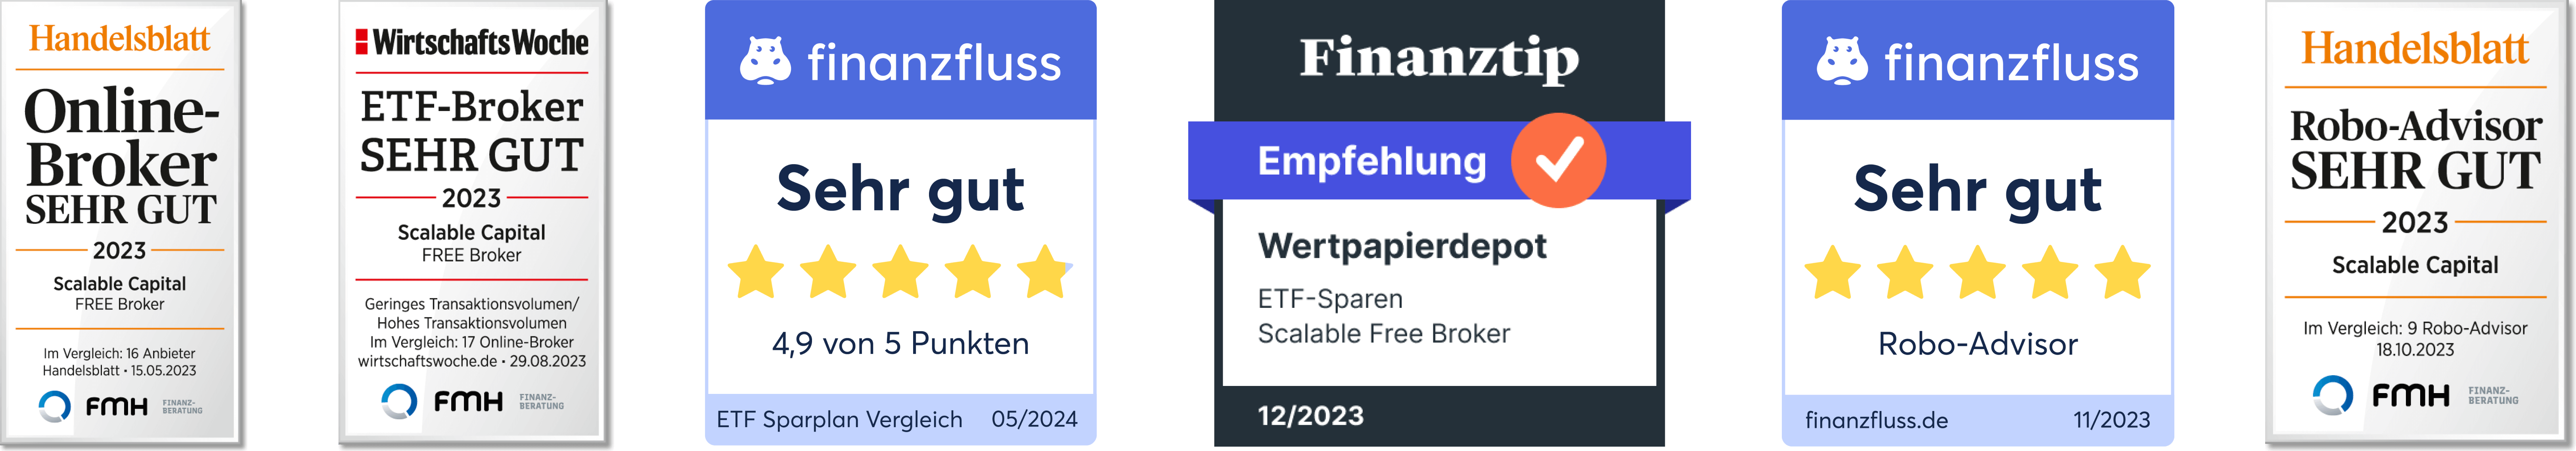 Handelsblatt
Online-
Broker
SEHR GUT
2023
Scalable Capital
FREE Broker
Im Vergleich: 16 Anbieter
Handelsblatt • 15.05.2023
FMH FINANZ-
BERATUNG
WirtschaftsWoche
ETF-Broker
SEHR GUT
2023
Scalable Capital
FREE Broker
Geringes Transaktionsvolumen/
Hohes Transaktionsvolumen
Im Vergleich: 17 Online-Broker
wirtschaftswoche.de • 29.08.2023
FMH FINANZ-
BERATUNG
finanzfluss
Sehr gut
4,9 von 5 Punkten
ETF Sparplan Vergleich 05/2024
Finanztip
Empfehlung
Wertpapierdepot
ETF-Sparen
Scalable Free Broker
12/2023
finanzfluss
Sehr gut
Robo-Advisor
finanzfluss.de 11/2023
Handelsblatt
Robo-Advisor
SEHR GUT
2023
Scalable Capital
Im Vergleich: 9 Robo-Advisor
18.10.2023
FMH FINANZ-
BERATUNG